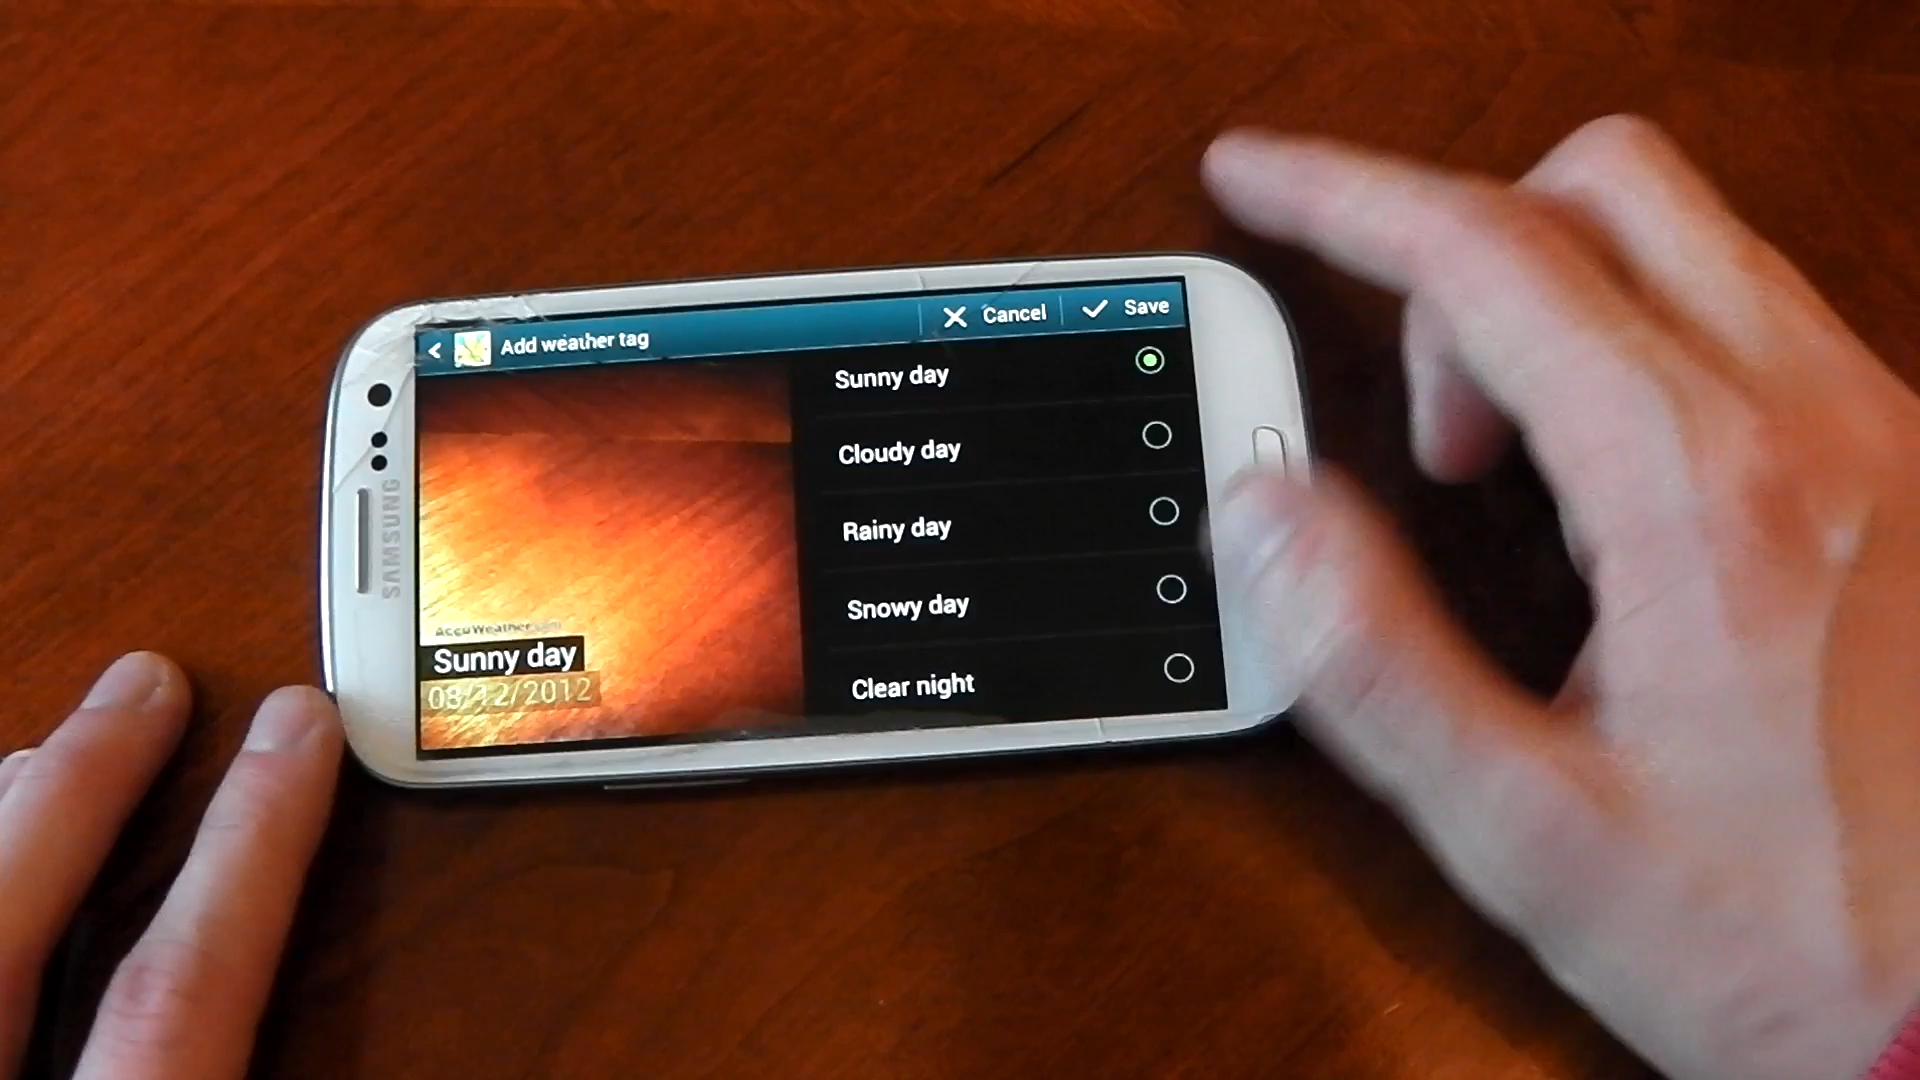 SAMSUNG
Add weather tag
Cancel
Save
AccuWeather.com
Sunny day
08/12/2012
Sunny day
Cloudy day
Rainy day
Snowy day
Clear night